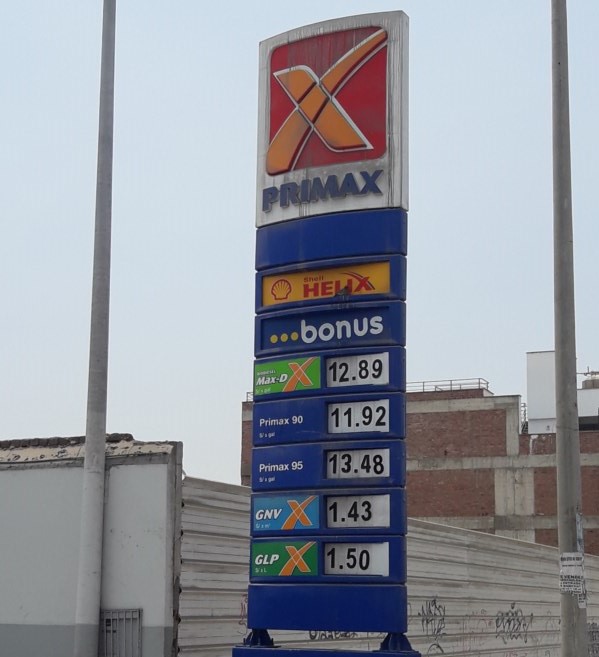 PRIMAX
Shell
HELIX
bonus
Max-D X 12.89
Primax 90 11.92
S/ x gal
Primax 95 13.48
S/ x gal
GNV X 1.43
GLP X 1.50
S/ x L